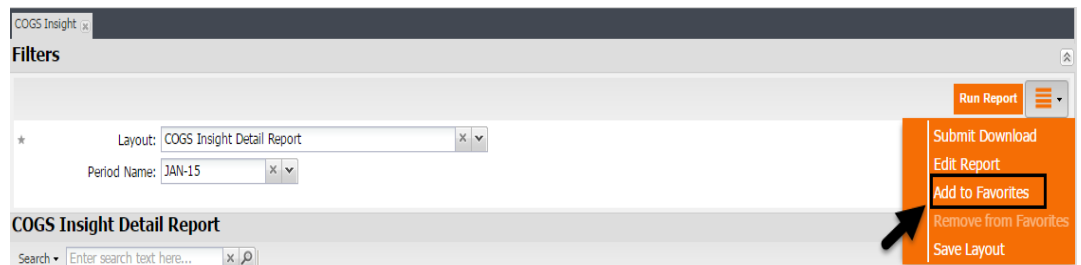 COGS Insight x
Filters
Run Report
* Layout: COGS Insight Detail Report x
Period Name: JAN-15 x
Submit Download
Edit Report
Add to Favorites
Remove from Favorites
Save Layout
COGS Insight Detail Report
Search Enter search text here... x